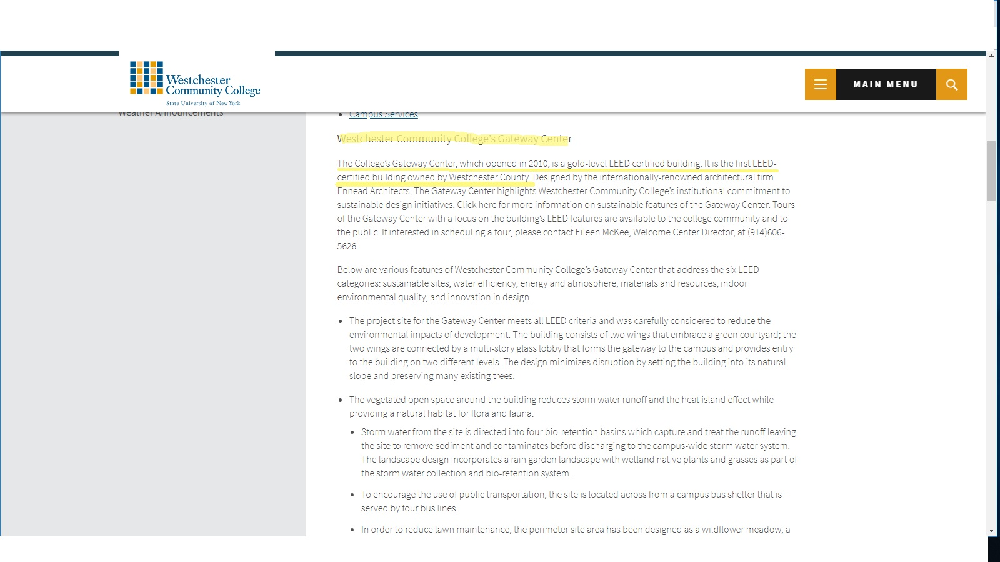 Westchester
Community College
State University of New York
MAIN MENU
Weather Announcements
Campus Services
Westchester Community College's Gateway Center
The College's Gateway Center, which opened in 2010, is a gold-level LEED certified building. It is the first LEED-
certified building owned by Westchester County. Designed by the internationally-renowned architectural firm
Ennead Architects, The Gateway Center highlights Westchester Community College's institutional commitment to
sustainable design initiatives. Click here for more information on sustainable features of the Gateway Center. Tours
of the Gateway Center with a focus on the building's LEED features are available to the college community and to
the public. If interested in scheduling a tour, please contact Eileen McKee, Welcome Center Director, at (914)606-
5626.
Below are various features of Westchester Community College's Gateway Center that address the six LEED
categories: sustainable sites, water efficiency, energy and atmosphere, materials and resources, indoor
environmental quality, and innovation in design.
• The project site for the Gateway Center meets all LEED criteria and was carefully considered to reduce the
environmental impacts of development. The building consists of two wings that embrace a green courtyard; the
two wings are connected by a multi-story glass lobby that forms the gateway to the campus and provides entry
to the building on two different levels. The design minimizes disruption by setting the building into its natural
slope and preserving many existing trees.
• The vegetated open space around the building reduces storm water runoff and the heat island effect while
providing a natural habitat for flora and fauna.
• Storm water from the site is directed into four bio-retention basins which capture and treat the runoff leaving
the site to remove sediment and contaminates before discharging to the campus-wide storm water system.
The landscape design incorporates a rain garden landscape with wetland native plants and grasses as part of
the storm water collection and bio-retention system.
• To encourage the use of public transportation, the site is located across from a campus bus shelter that is
served by four bus lines.
• In order to reduce lawn maintenance, the perimeter site area has been designed as a wildflower meadow, a